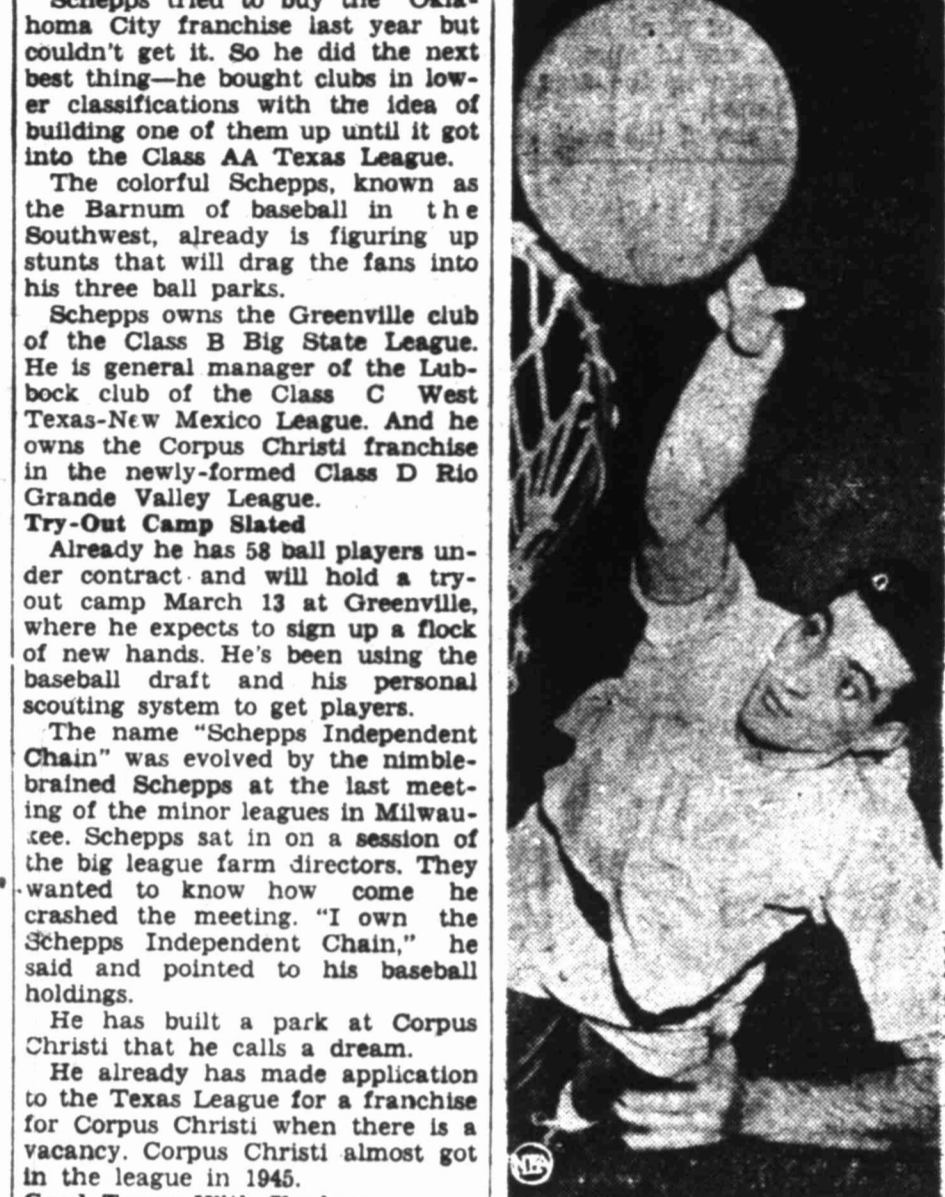 Schepps tried to buy the Okla-
homa City franchise last year but
couldn't get it. So he did the next
best thing—he bought clubs in low-
er classifications with the idea of
building one of them up until it got
into the Class AA Texas League.
The colorful Schepps, known as
the Barnum of baseball in the
Southwest, already is figuring up
stunts that will drag the fans into
his three ball parks.
Schepps owns the Greenville club
of the Class B Big State League.
He is general manager of the Lub-
bock club of the Class C West
Texas-New Mexico League. And he
owns the Corpus Christi franchise
in the newly-formed Class D Rio
Grande Valley League.
Try-Out Camp Slated
Already he has 58 ball players un-
der contract and will hold a try-
out camp March 13 at Greenville,
where he expects to sign up a flock
of new hands. He's been using the
baseball draft and his personal
scouting system to get players.
The name "Schepps Independent
Chain" was evolved by the nimble-
brained Schepps at the last meet-
ing of the minor leagues in Milwau-
kee. Schepps sat in on a session of
the big league farm directors. They
wanted to know how come he
crashed the meeting. "I own the
Schepps Independent Chain," he
said and pointed to his baseball
holdings.
He has built a park at Corpus
Christi that he calls a dream.
He already has made application
to the Texas League for a franchise
for Corpus Christi when there is a
vacancy. Corpus Christi almost got
in the league in 1945.
NEA